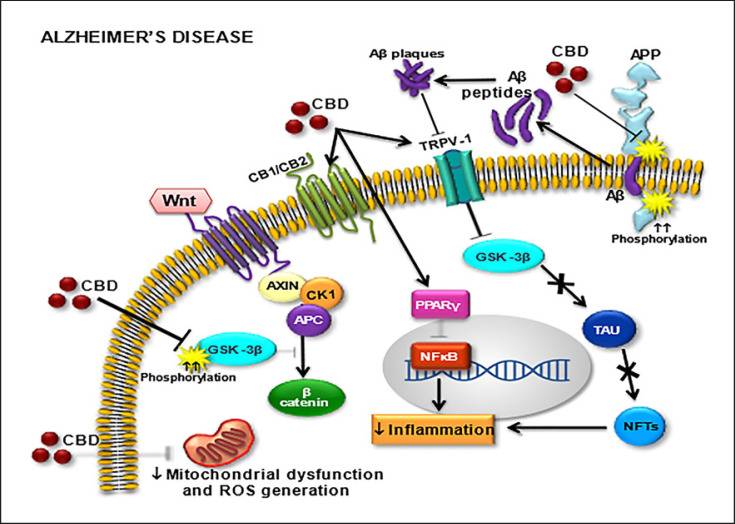 ALZHEIMER'S DISEASE
Aβ plaques
Aβ
peptides
CBD
APP
CBD
TRPV-1
CB1/CB2
Wnt
Aβ
↑↑
Phosphorylation
GSK-3β
CBD
AXIN
CK1
APC
PPARγ
GSK-3β
↑↑
Phosphorylation
TAU
NFκB
β
catenin
↓ Inflammation
NFTs
CBD
↓ Mitochondrial dysfunction
and ROS generation